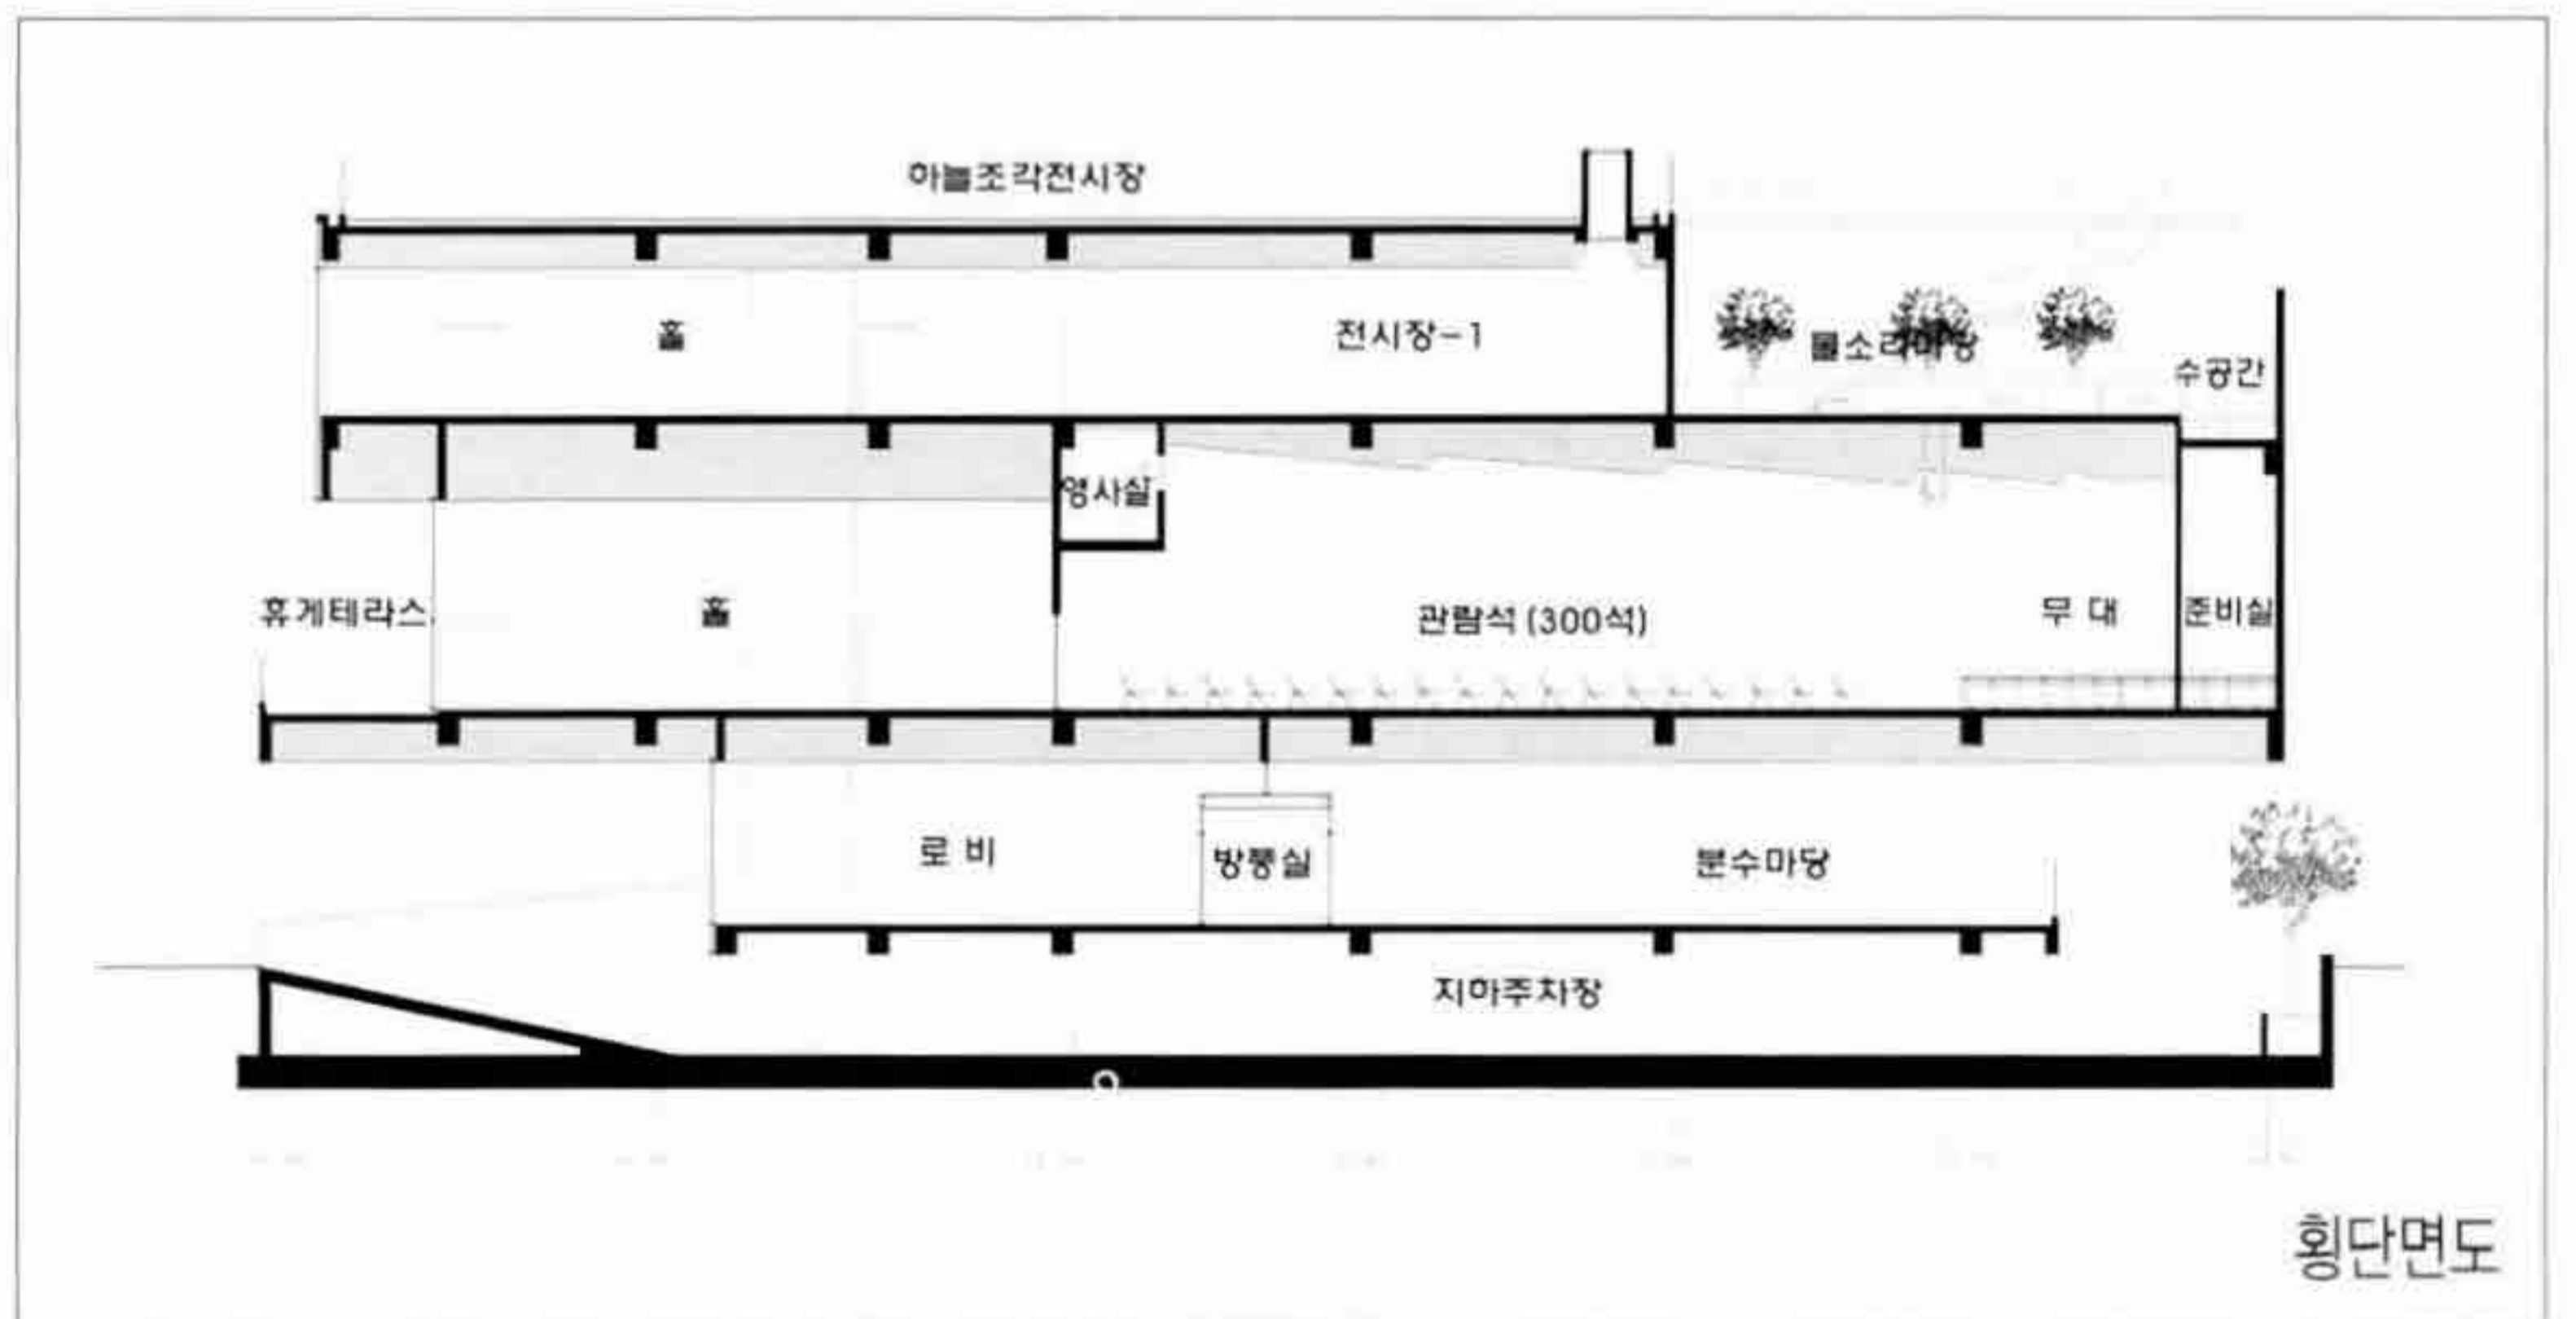 하늘조각전시장
홀
전시장-1
물소리마당
수공간
영사실
휴게테라스
홀
관람석 (300석)
무 대
준비실
로 비
방풍실
분수마당
지하주차장
횡단면도